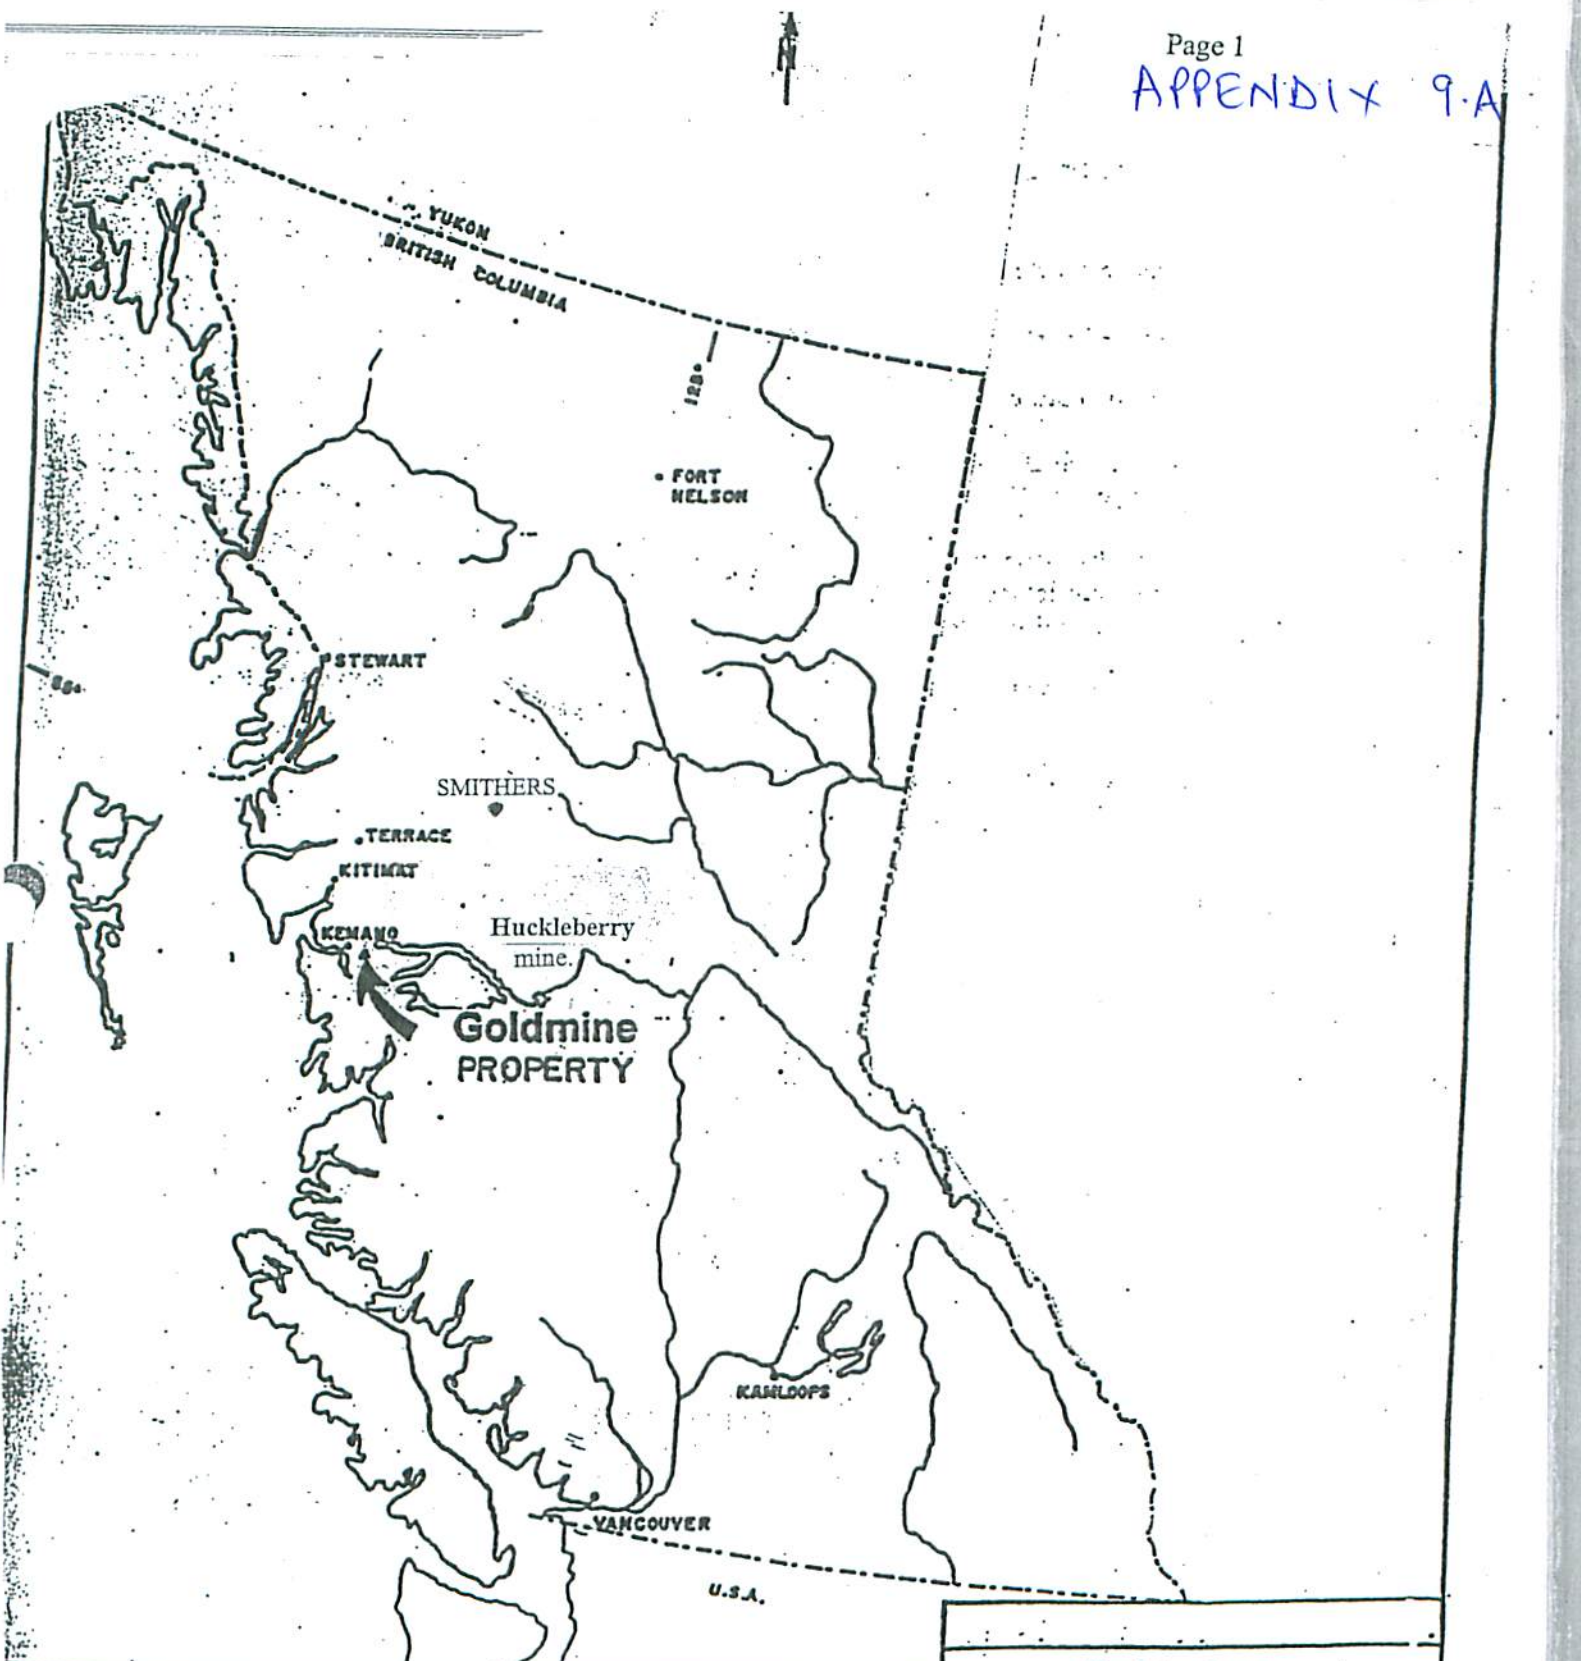 Page 1
APPENDIX 9.A
N
YUKON
BRITISH COLUMBIA
FORT
NELSON
STEWART
SMITHERS
TERRACE
KITIMAT
KEMANO
Huckleberry
mine.
Goldmine
PROPERTY
KAMLOOPS
VANCOUVER
U.S.A.